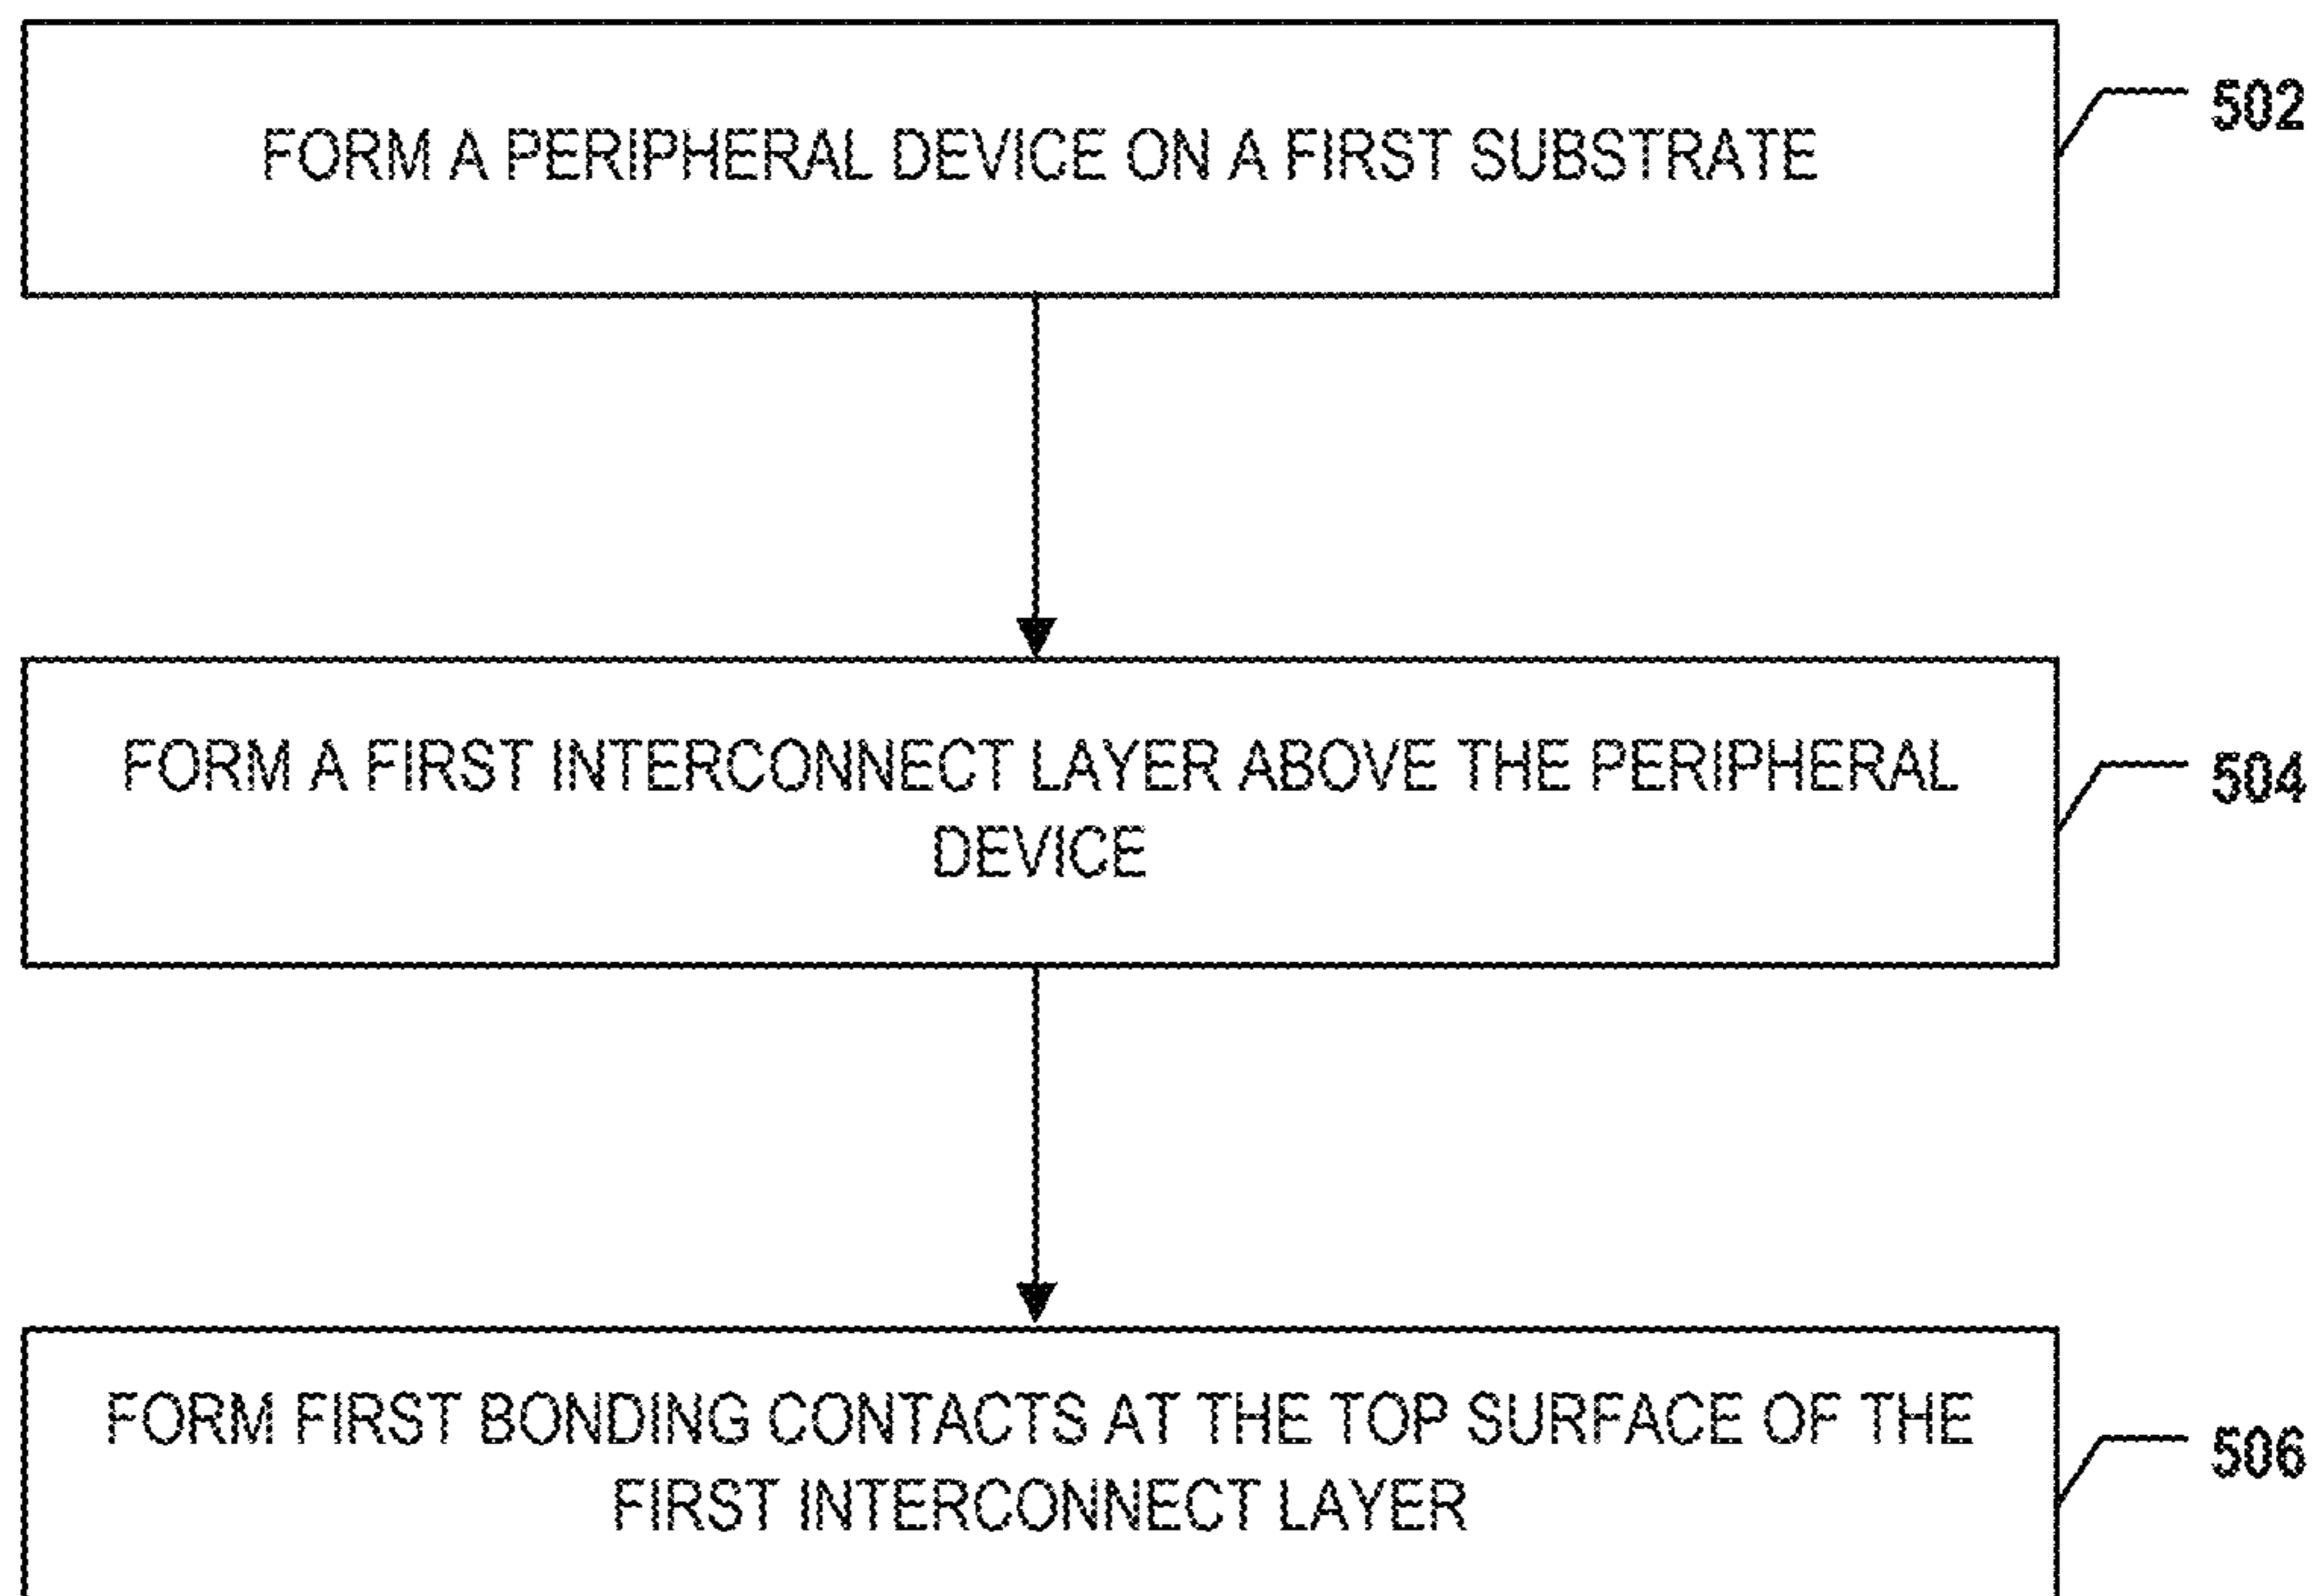 FORM A PERIPHERAL DEVICE ON A FIRST SUBSTRATE
502
FORM A FIRST INTERCONNECT LAYER ABOVE THE PERIPHERAL
DEVICE
504
FORM FIRST BONDING CONTACTS AT THE TOP SURFACE OF THE
FIRST INTERCONNECT LAYER
506